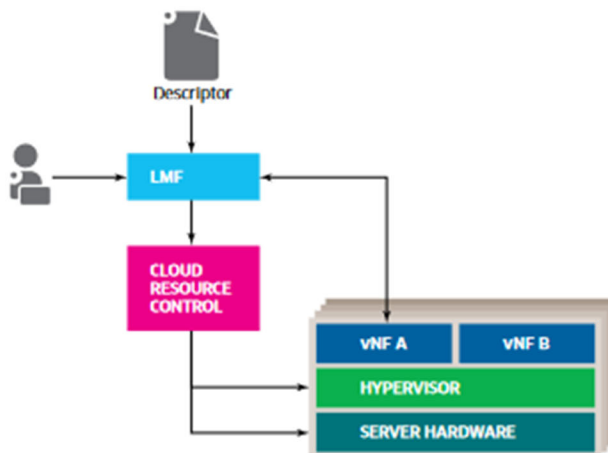 Descriptor
LMF
CLOUD
RESOURCE
CONTROL
vNF A
vNF B
HYPERVISOR
SERVER HARDWARE